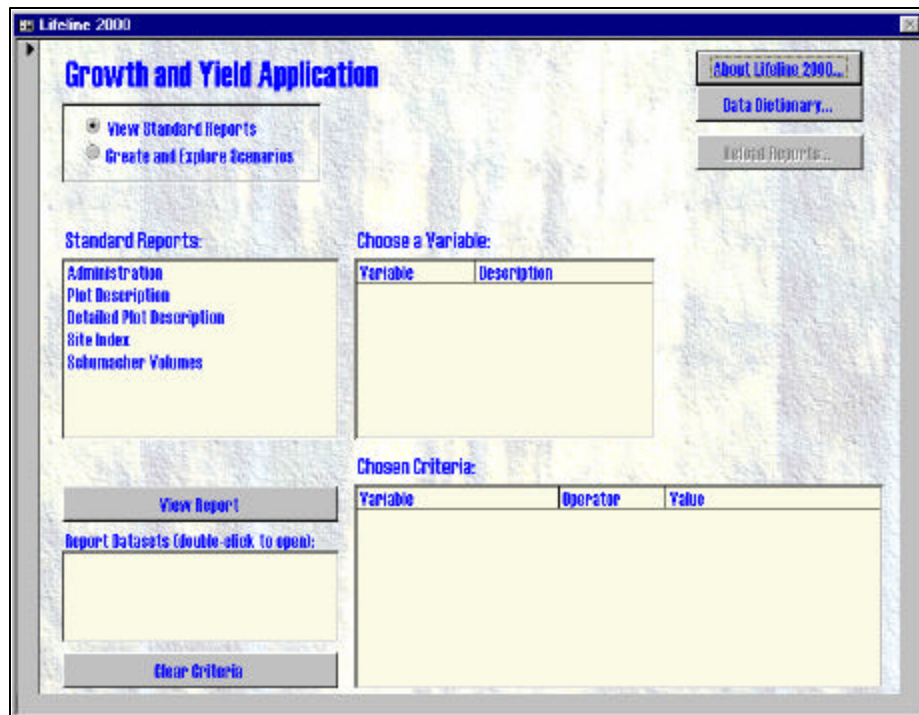 Lifeline 2000
Growth and Yield Application
View Standard Reports
Create and Explore Scenarios
About Lifeline 2000...
Data Dictionary...
Reload Reports...
Standard Reports:
Administration
Plot Description
Detailed Plot Description
Site Index
Schumacher Volumes
Choose a Variable:
Variable Description
View Report
Report Datasets (double-click to open):
Clear Criteria
Chosen Criteria:
Variable Operator Value